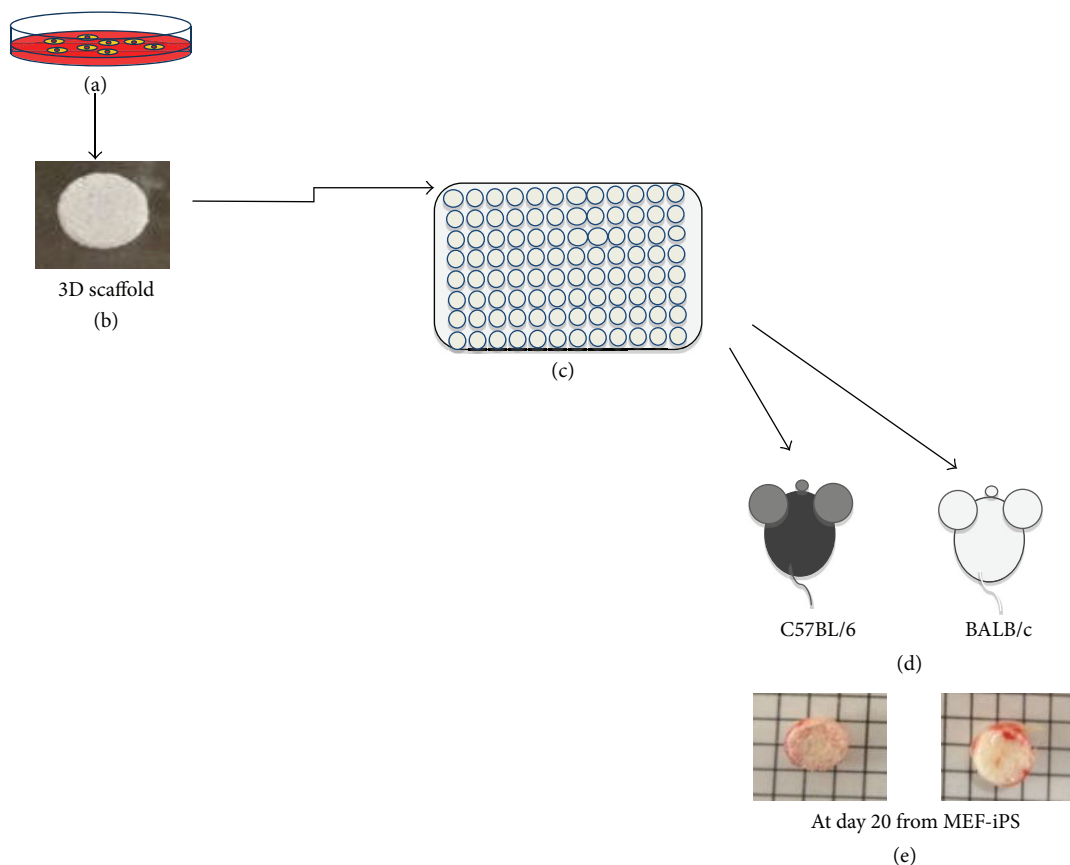 (a)
3D scaffold
(b)
(c)
C57BL/6
BALB/c
(d)
At day 20 from MEF-iPS
(e)